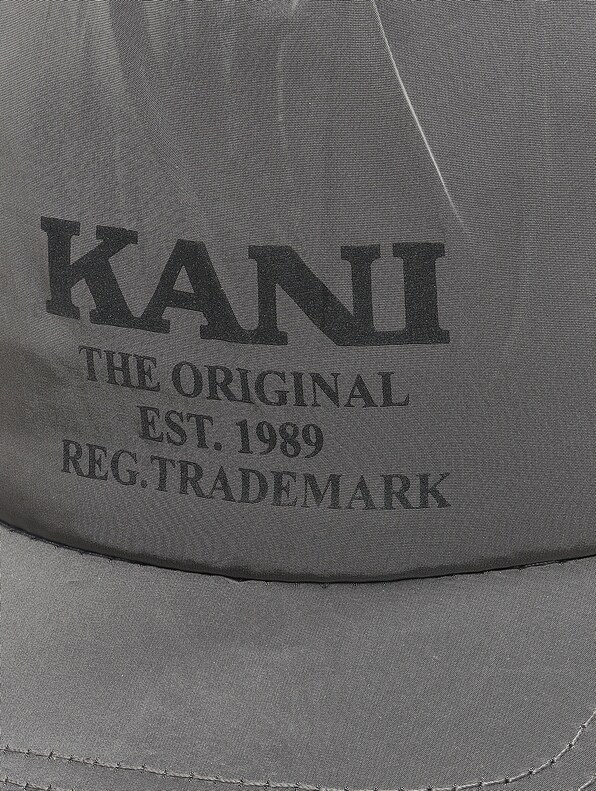 KANI
THE ORIGINAL
EST. 1989
REG.TRADEMARK